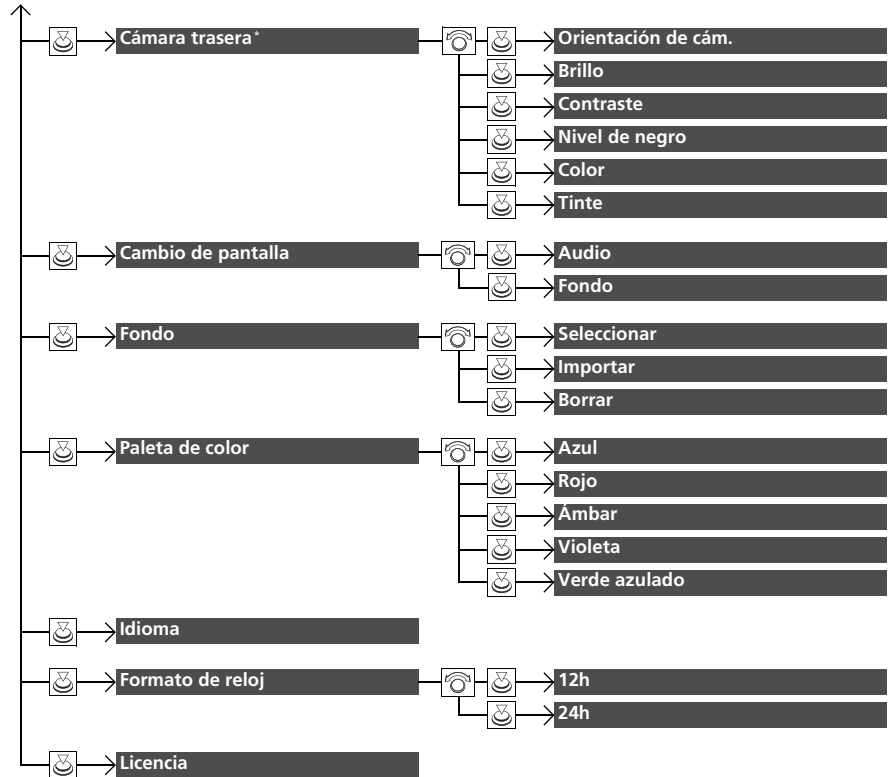 Cámara trasera*
Orientación de cám.
Brillo
Contraste
Nivel de negro
Color
Tinte
Cambio de pantalla
Audio
Fondo
Fondo
Seleccionar
Importar
Borrar
Paleta de color
Azul
Rojo
Ámbar
Violeta
Verde azulado
Idioma
Formato de reloj
12h
24h
Licencia